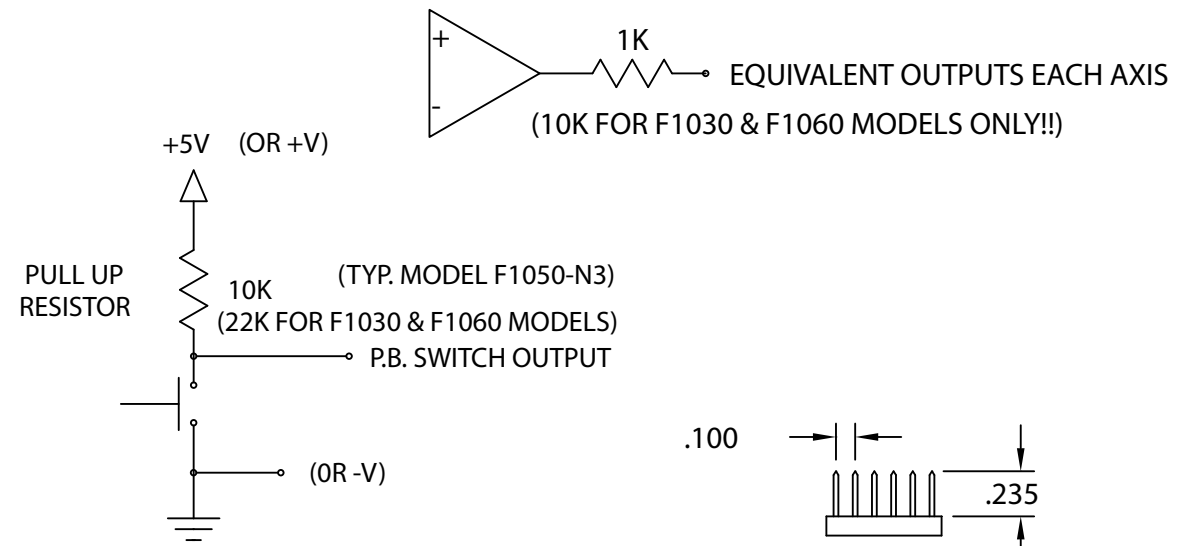 +
-
1K
EQUIVALENT OUTPUTS EACH AXIS
(10K FOR F1030 & F1060 MODELS ONLY!!)
+5V (OR +V)
PULL UP
RESISTOR
10K (TYP. MODEL F1050-N3)
(22K FOR F1030 & F1060 MODELS)
P.B. SWITCH OUTPUT
(0R -V)
.100
.235